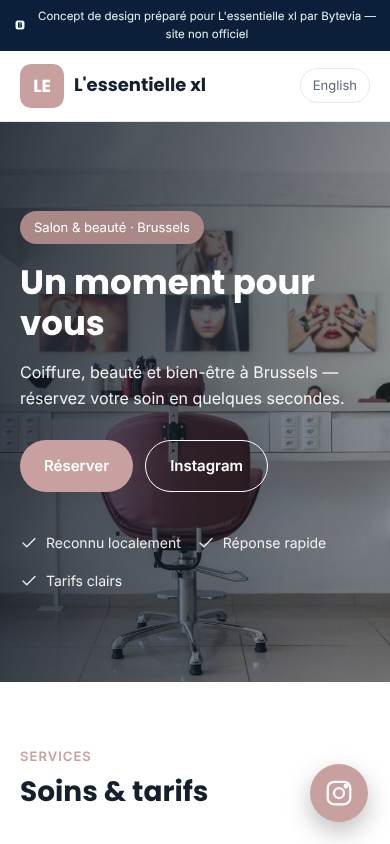 Concept de design préparé pour L'essentielle xl par Bytevia —
site non officiel
LE
L'essentielle xl
English
Salon & beauté · Brussels
Un moment pour
vous
Coiffure, beauté et bien-être à Brussels —
réservez votre soin en quelques secondes.
Réserver
Instagram
Reconnu localement
Réponse rapide
Tarifs clairs
SERVICES
Soins & tarifs